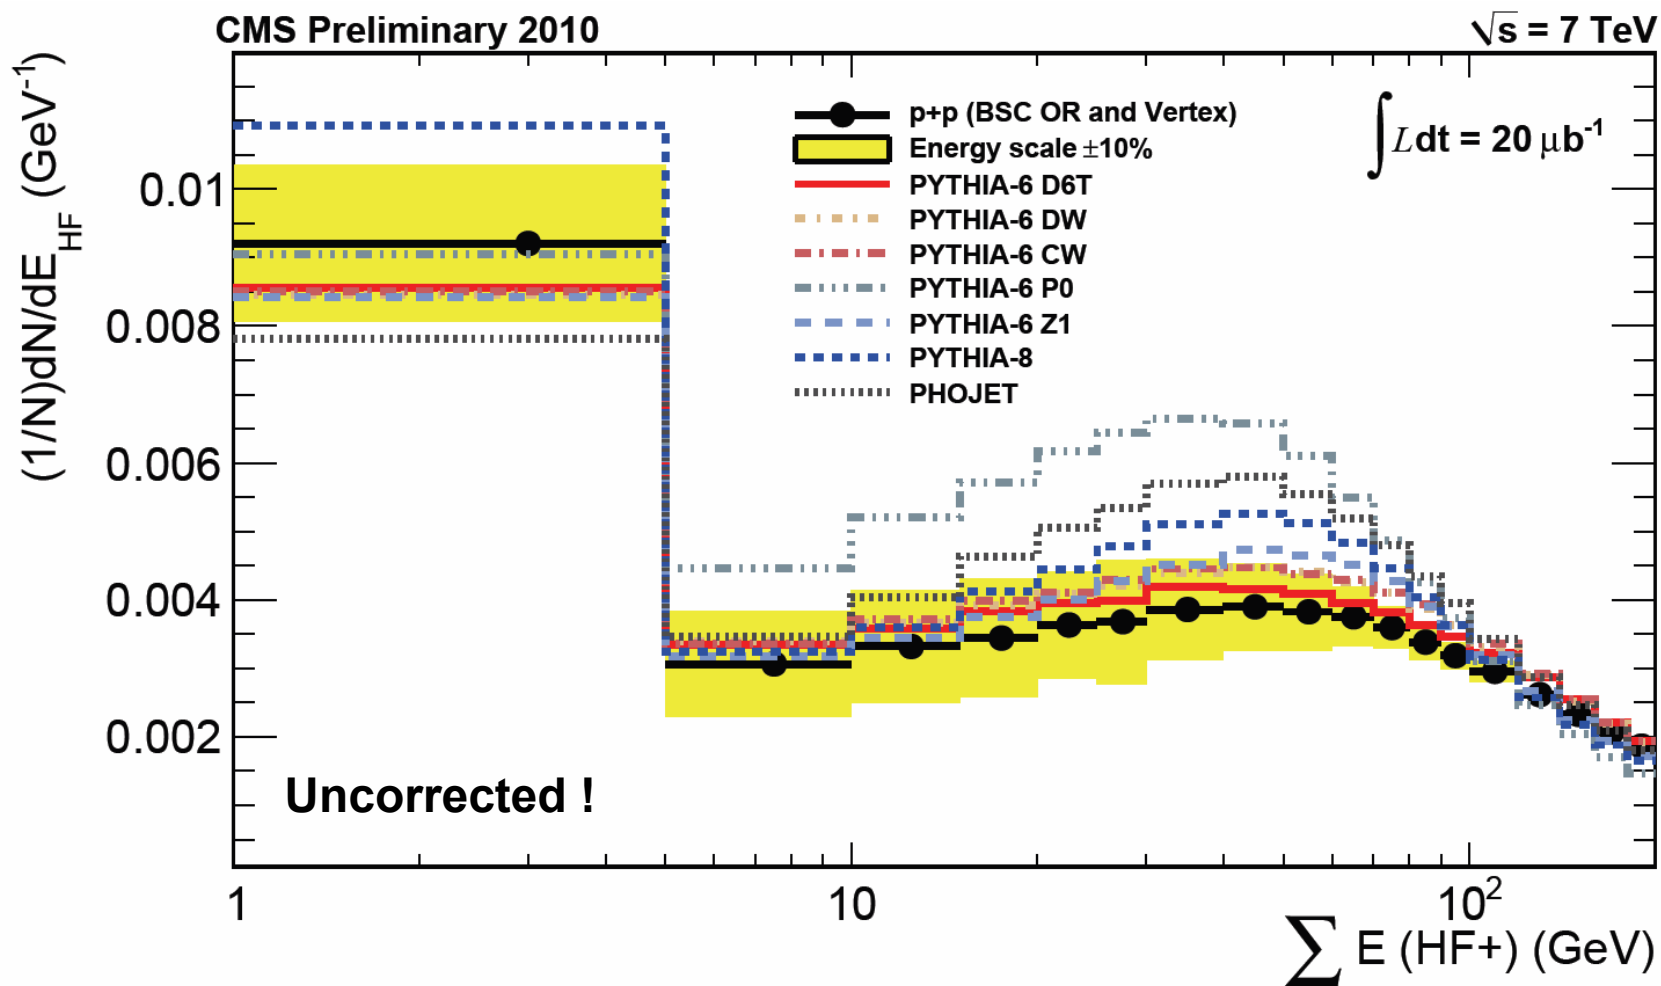 CMS Preliminary 2010
√s = 7 TeV
(1/N)dN/dE_HF (GeV⁻¹)
p+p (BSC OR and Vertex)
Energy scale ±10%
PYTHIA-6 D6T
PYTHIA-6 DW
PYTHIA-6 CW
PYTHIA-6 P0
PYTHIA-6 Z1
PYTHIA-8
PHOJET
∫Ldt = 20 μb⁻¹
0.01
0.008
0.006
0.004
0.002
Uncorrected !
1 10 10²
∑ E (HF+) (GeV)